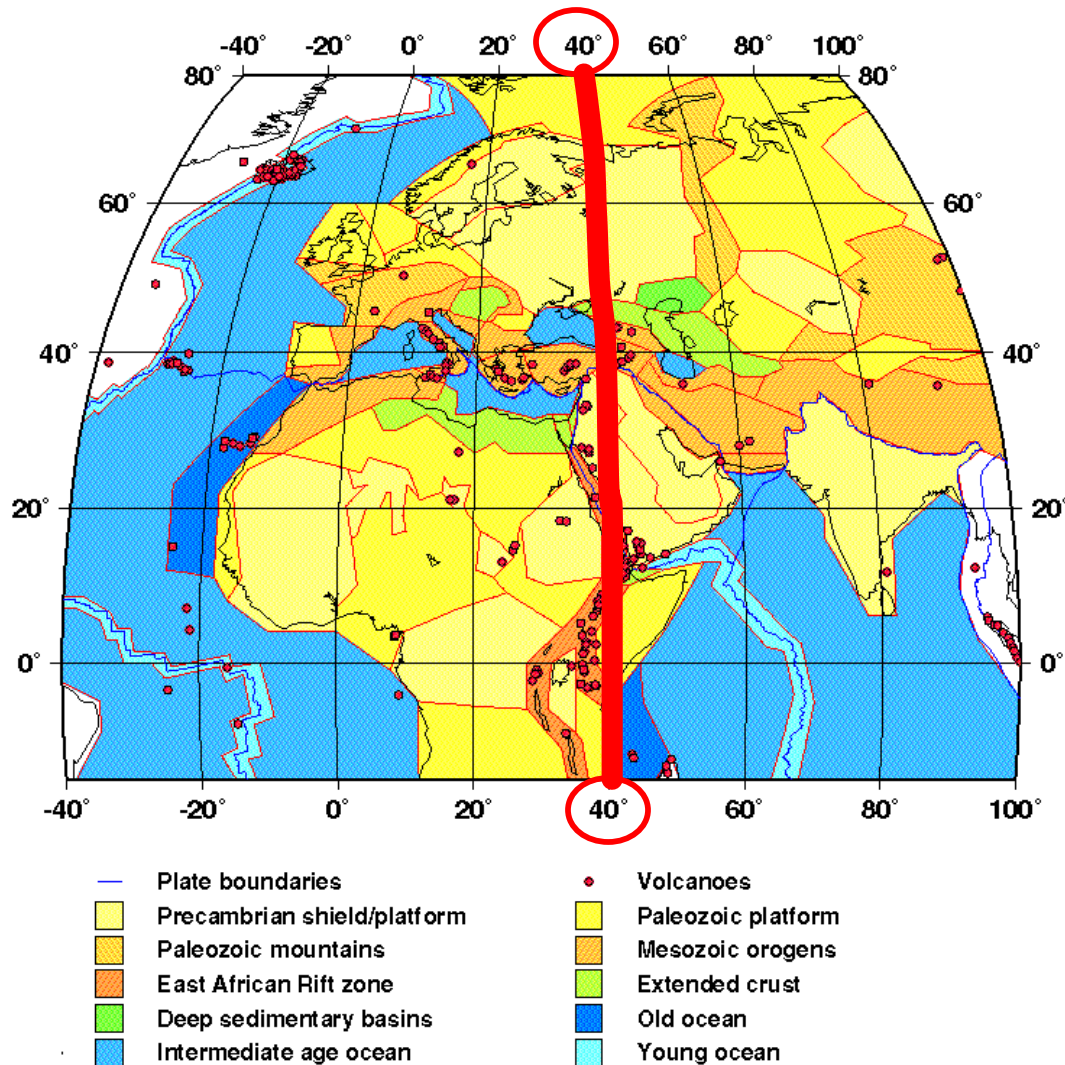 -40° -20° 0° 20° 40° 60° 80° 100°
80° 80°
60° 60°
40° 40°
20° 20°
0° 0°
-40° -20° 0° 20° 40° 60° 80° 100°
Plate boundaries Volcanoes
Precambrian shield/platform Paleozoic platform
Paleozoic mountains Mesozoic orogens
East African Rift zone Extended crust
Deep sedimentary basins Old ocean
Intermediate age ocean Young ocean